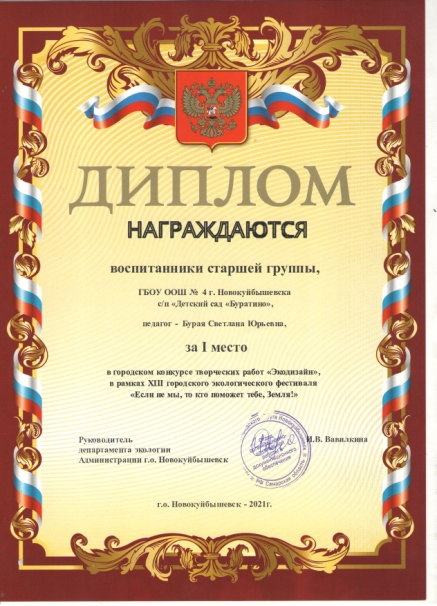 ДИПЛОМ
НАГРАЖДАЮТСЯ
воспитанники старшей группы,
ГБОУ ООШ № 4 г. Новокуйбышевска
с/п «Детский сад «Буратино»,
педагог - Бурая Светлана Юрьевна,
за I место
в городском конкурсе творческих работ «Экодизайн»,
в рамках XIII городского экологического фестиваля
«Если не мы, то кто поможет тебе, Земля!»
Руководитель
департамента экологии
Администрации г.о. Новокуйбышевск
Н.В. Вавилкина
г.о. Новокуйбышевск - 2021г.